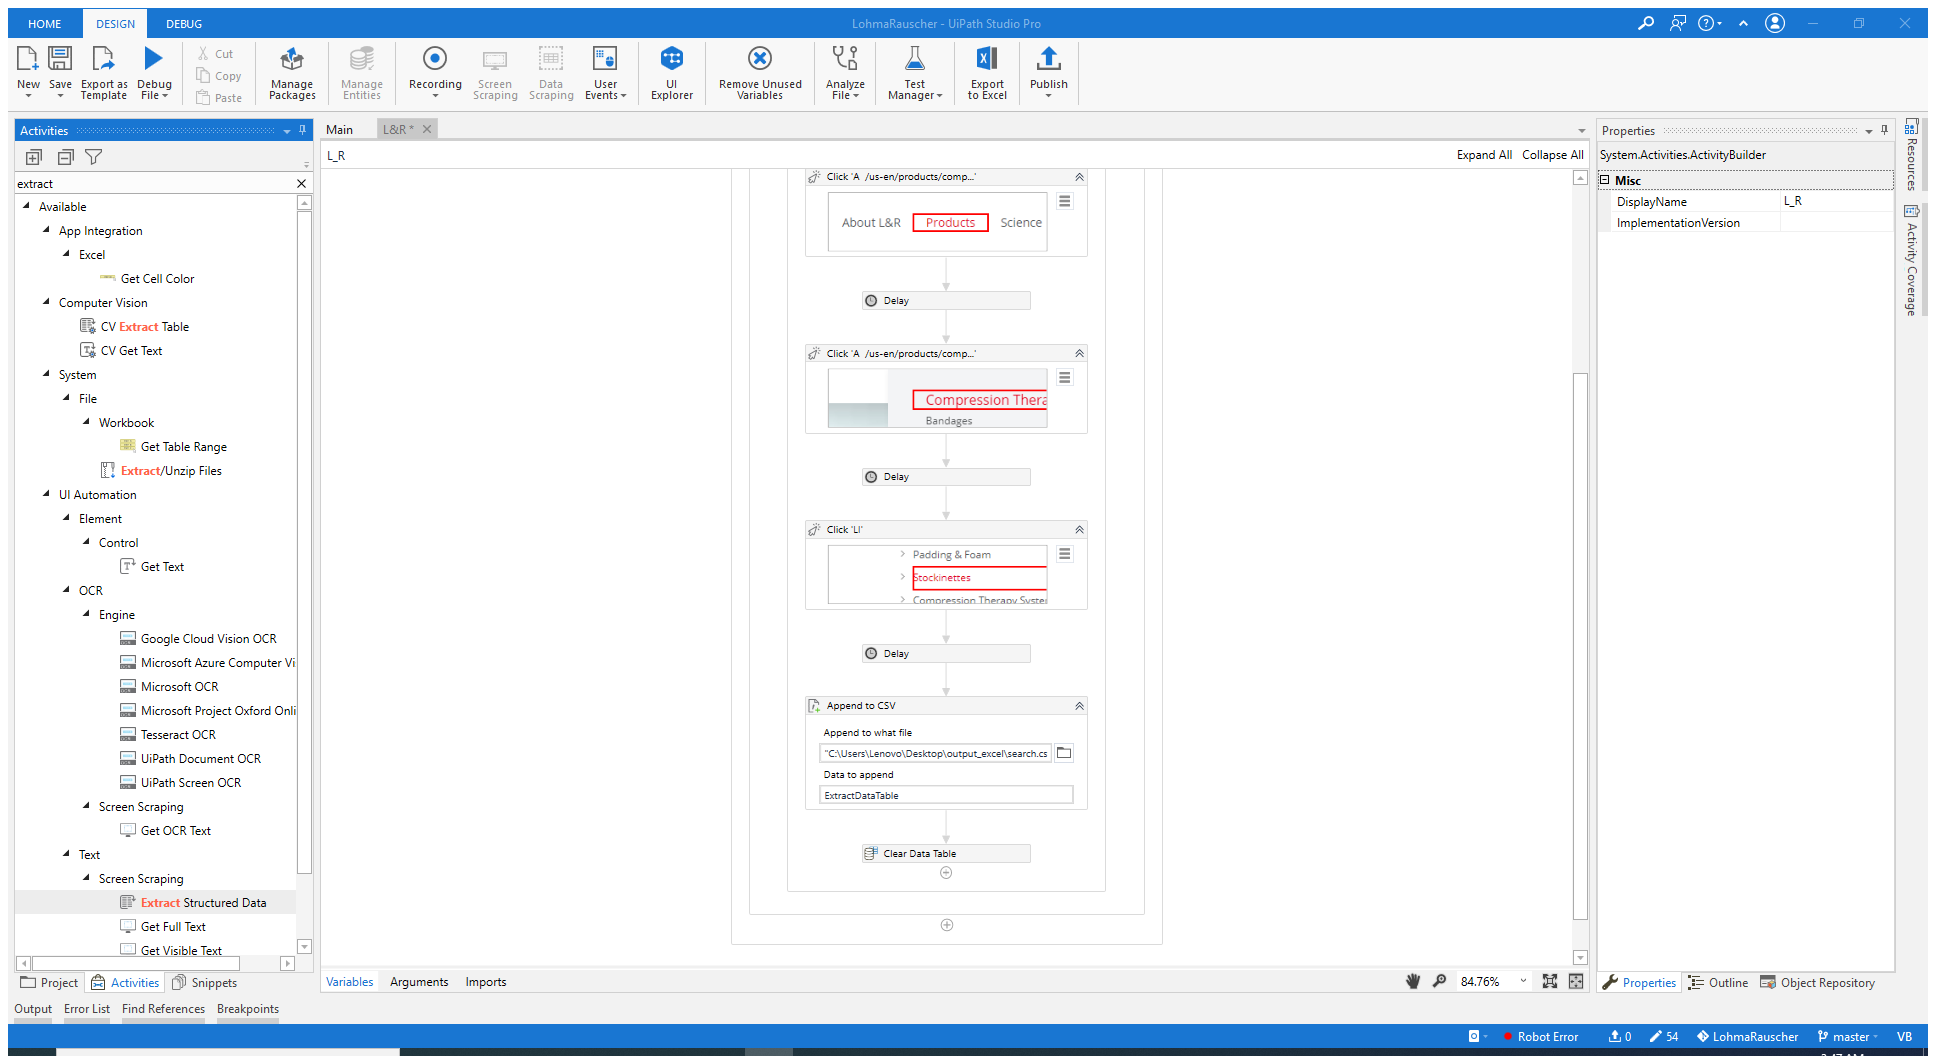 HOME DESIGN DEBUG LohmaRauscher - UiPath Studio Pro
New Save Export as Template Debug File Cut Copy Paste Manage Packages Manage Entities Recording Screen Scraping Data Scraping User Events UI Explorer Remove Unused Variables Analyze File Test Manager Export to Excel Publish
Activities
extract
Available
App Integration
Excel
Get Cell Color
Computer Vision
CV Extract Table
CV Get Text
System
File
Workbook
Get Table Range
Extract/Unzip Files
UI Automation
Element
Control
Get Text
OCR
Engine
Google Cloud Vision OCR
Microsoft Azure Computer Vi
Microsoft OCR
Microsoft Project Oxford Onli
Tesseract OCR
UiPath Document OCR
UiPath Screen OCR
Screen Scraping
Get OCR Text
Text
Screen Scraping
Extract Structured Data
Get Full Text
Get Visible Text
Project Activities Snippets
Main L&R *
L_R Expand All Collapse All
Click 'A /us-en/products/comp...'
About L&R Products Science
Delay
Click 'A /us-en/products/comp...'
Compression Thera
Bandages
Delay
Click 'LI'
Padding & Foam
Stockinettes
Compression Therapy System
Delay
Append to CSV
Append to what file
"C:\Users\Lenovo\Desktop\output_excel\search.cs
Data to append
ExtractDataTable
Clear Data Table
Variables Arguments Imports 84.76%
Properties
System.Activities.ActivityBuilder
Misc
DisplayName L_R
ImplementationVersion
Resources
Activity Coverage
Properties Outline Object Repository
Output Error List Find References Breakpoints
Robot Error 0 54 LohmaRauscher master VB